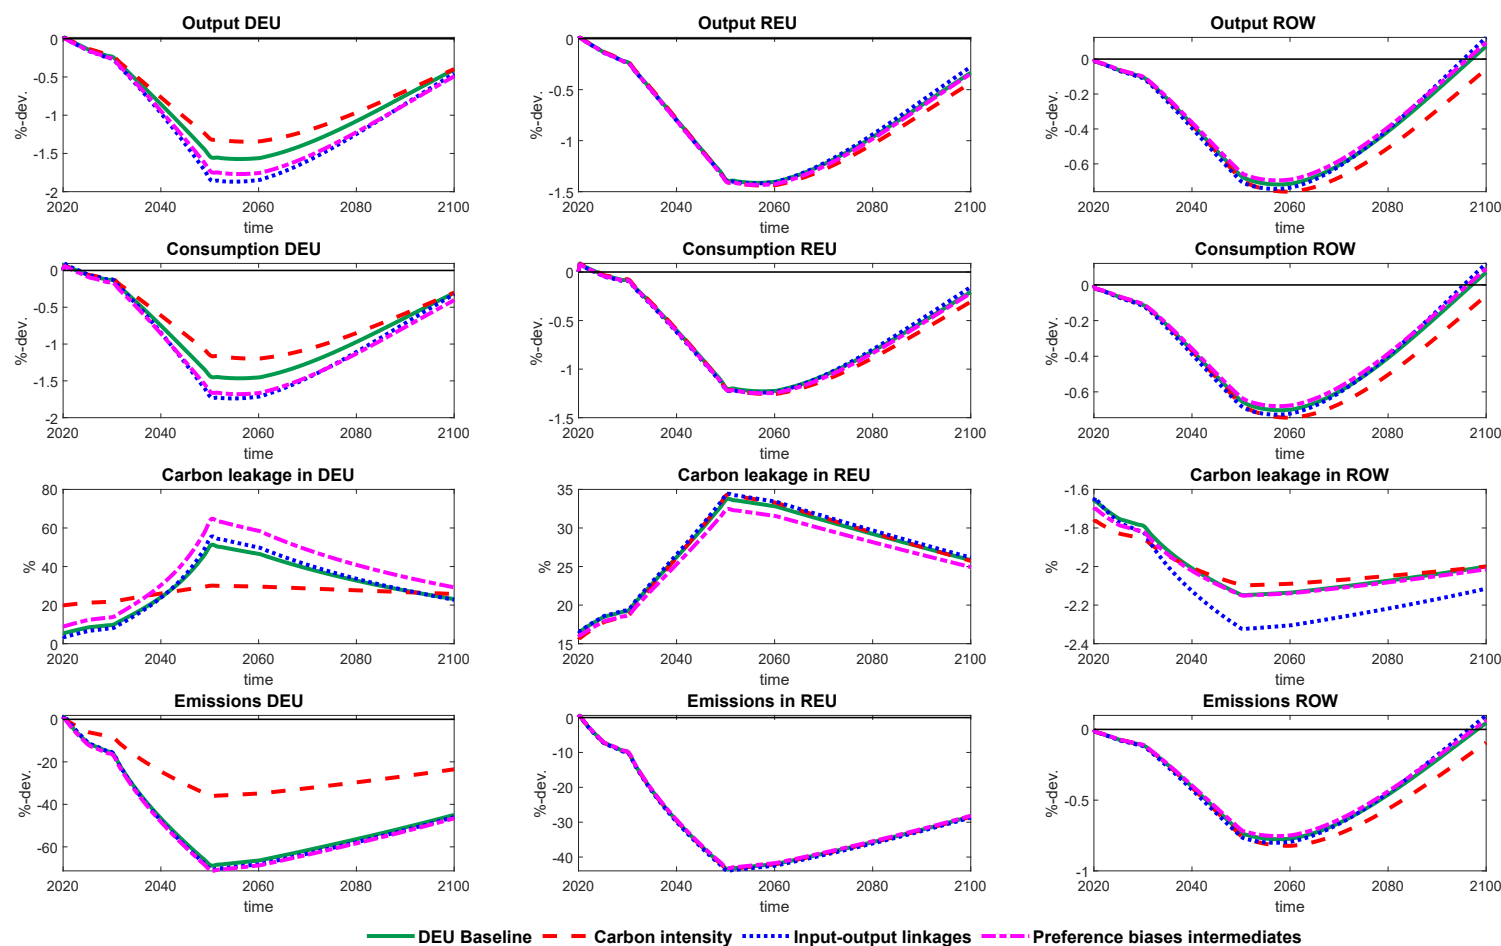 Output DEU
Output REU
Output ROW
0
-0.5
-1
-1.5
-2
%-dev.
2020 2040 2060 2080 2100
time
0
-0.5
-1
-1.5
%-dev.
2020 2040 2060 2080 2100
time
0
-0.2
-0.4
-0.6
%-dev.
2020 2040 2060 2080 2100
time
Consumption DEU
Consumption REU
Consumption ROW
0
-0.5
-1
-1.5
-2
%-dev.
2020 2040 2060 2080 2100
time
0
-0.5
-1
-1.5
%-dev.
2020 2040 2060 2080 2100
time
0
-0.2
-0.4
-0.6
%-dev.
2020 2040 2060 2080 2100
time
Carbon leakage in DEU
Carbon leakage in REU
Carbon leakage in ROW
80
60
40
20
0
%
2020 2040 2060 2080 2100
time
35
30
25
20
15
%
2020 2040 2060 2080 2100
time
-1.6
-1.8
-2
-2.2
-2.4
%
2020 2040 2060 2080 2100
time
Emissions DEU
Emissions in REU
Emissions ROW
0
-20
-40
-60
%-dev.
2020 2040 2060 2080 2100
time
0
-10
-20
-30
-40
%-dev.
2020 2040 2060 2080 2100
time
0
-0.5
-1
%-dev.
2020 2040 2060 2080 2100
time
DEU Baseline Carbon intensity Input-output linkages Preference biases intermediates